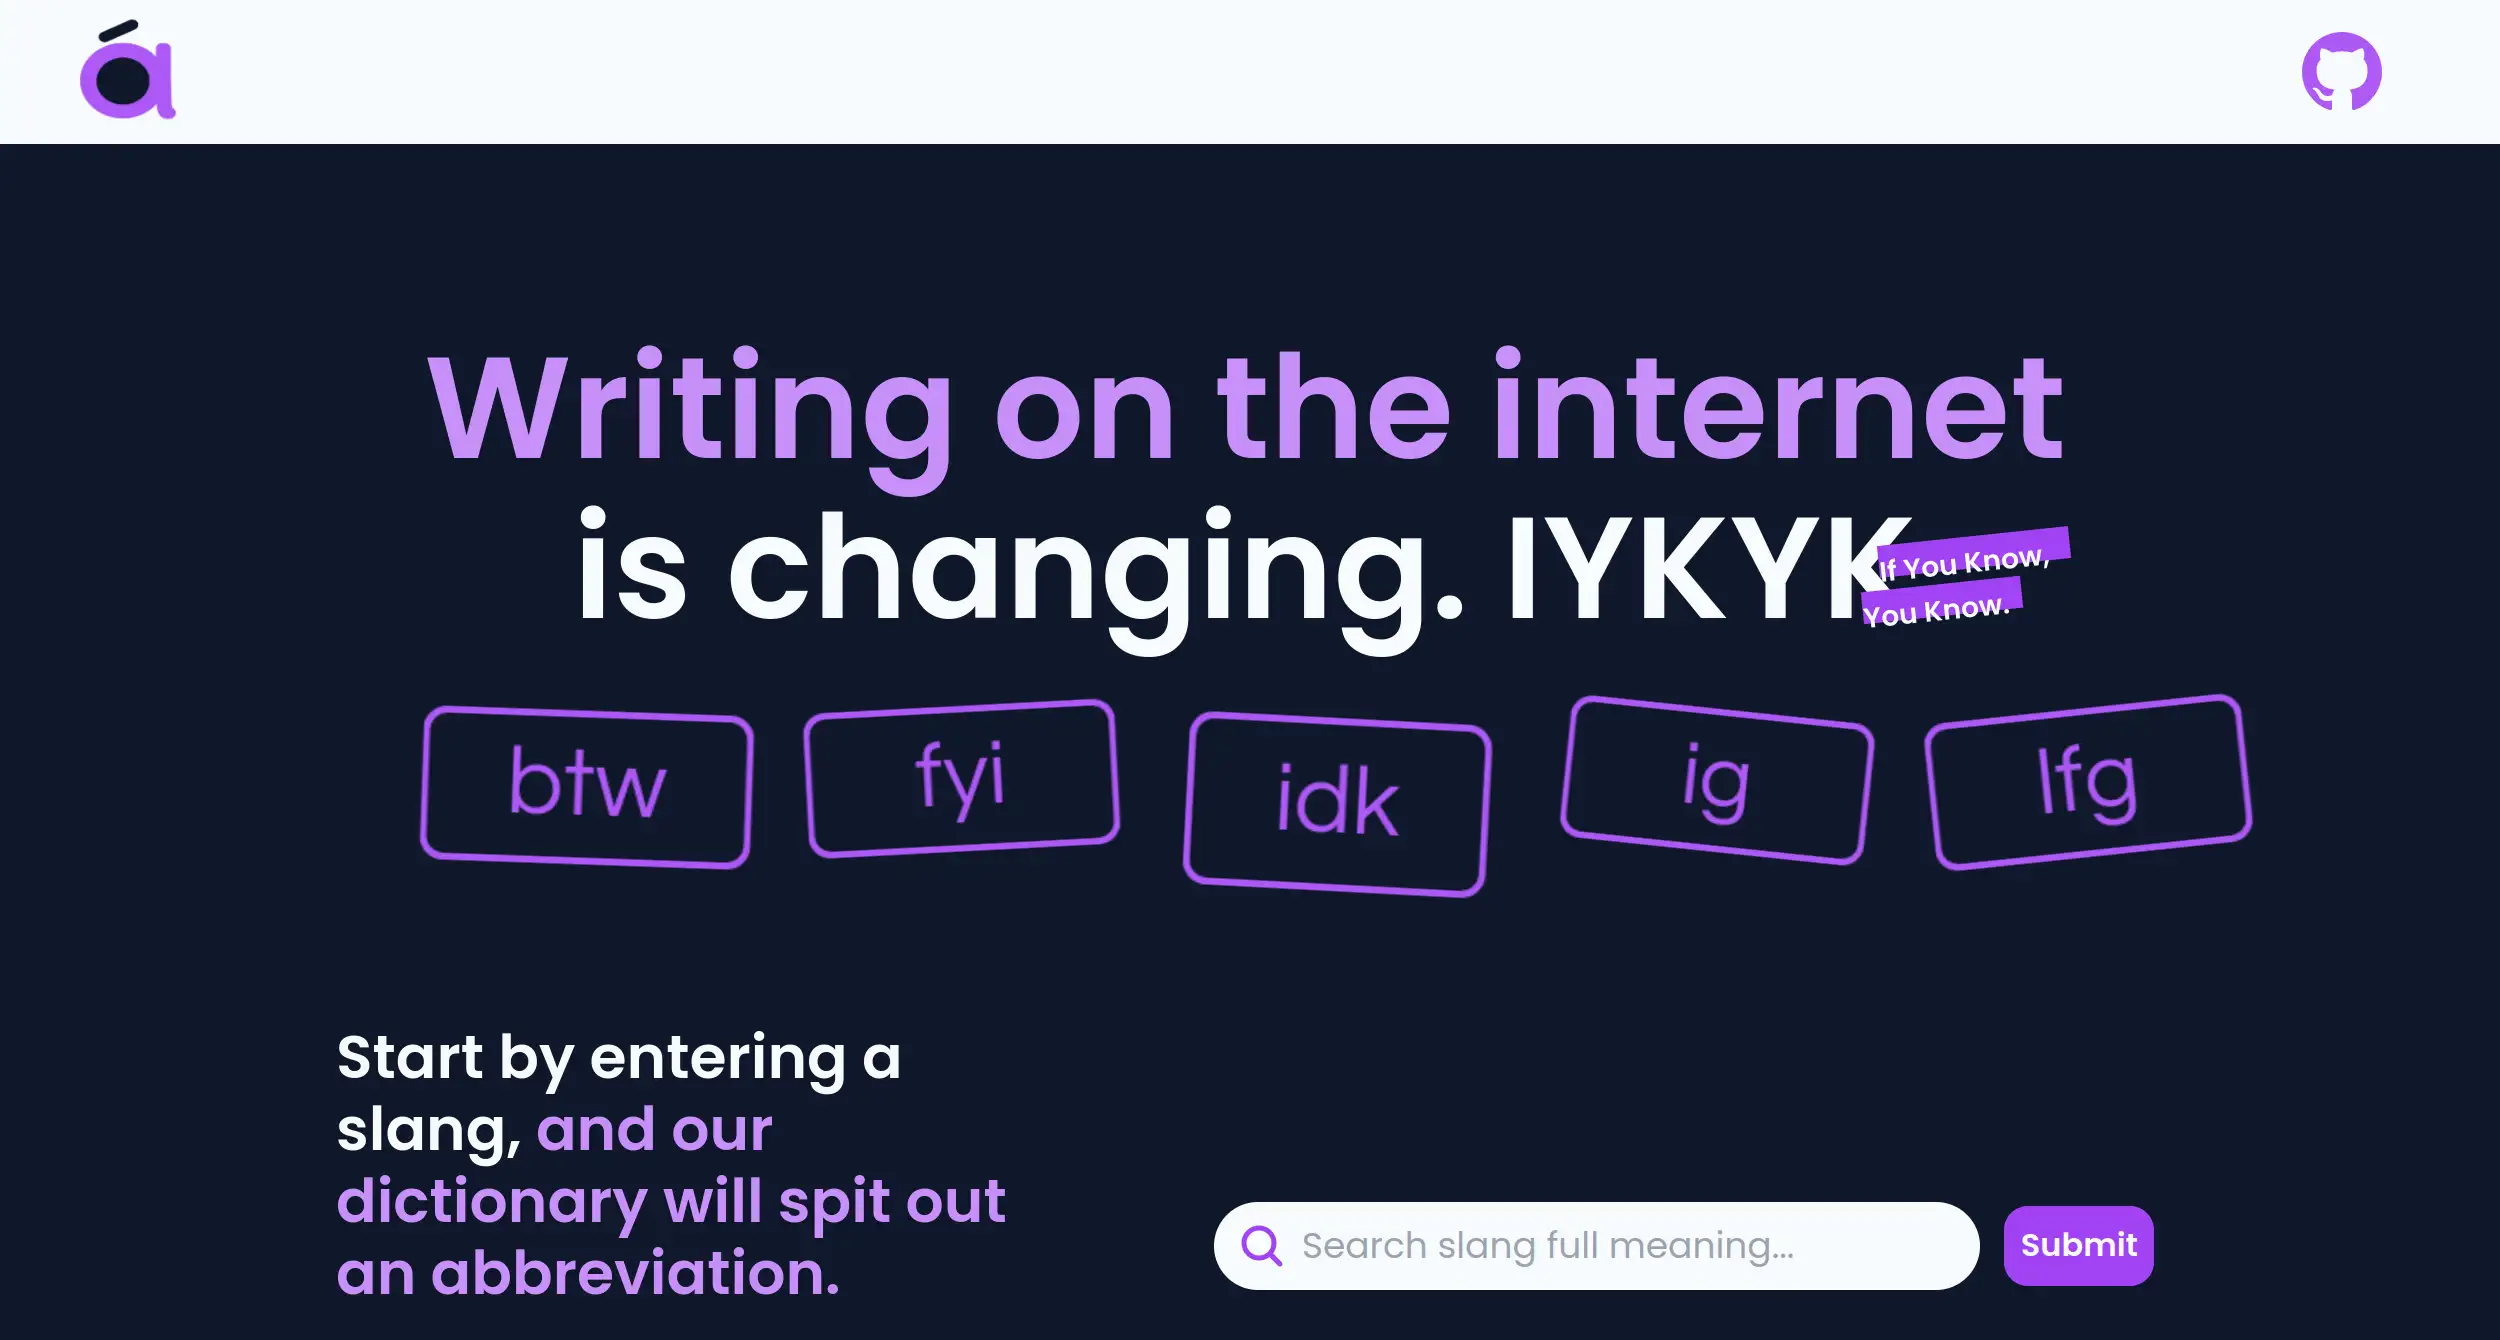 á
Writing on the internet
is changing. IYKYK
If You Know,
You Know.
btw
fyi
idk
ig
lfg
Start by entering a
slang, and our
dictionary will spit out
an abbreviation.
Search slang full meaning...
Submit